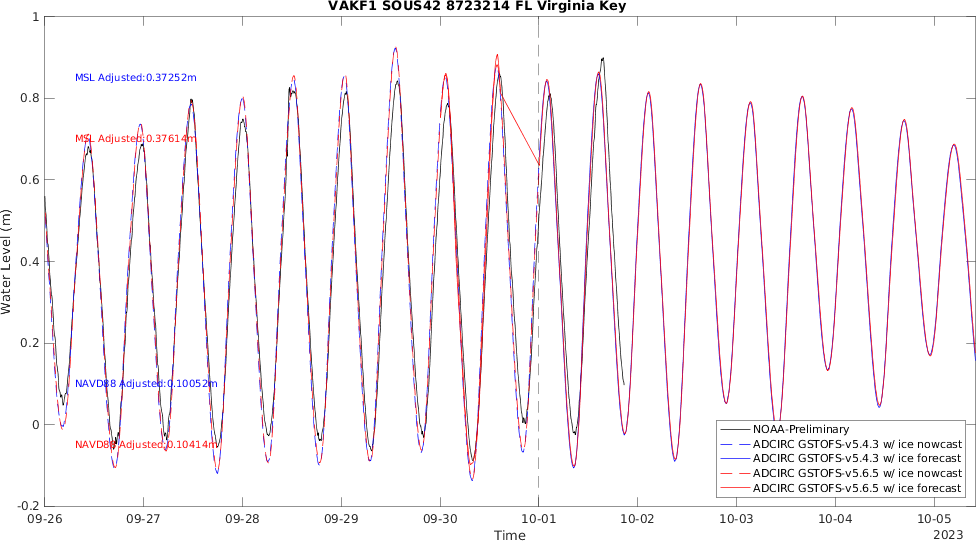 VAKF1 SOUS42 8723214 FL Virginia Key
1
0.8
0.6
0.4
0.2
0
-0.2
Water Level (m)
MSL Adjusted:0.37252m
MSL Adjusted:0.37614m
NAVD88 Adjusted:0.10052m
NAVD88 Adjusted:0.10414m
NOAA-Preliminary
ADCIRC GSTOFS-v5.4.3 w/ ice nowcast
ADCIRC GSTOFS-v5.4.3 w/ ice forecast
ADCIRC GSTOFS-v5.6.5 w/ ice nowcast
ADCIRC GSTOFS-v5.6.5 w/ ice forecast
09-26 09-27 09-28 09-29 09-30 10-01 10-02 10-03 10-04 10-05
Time
2023